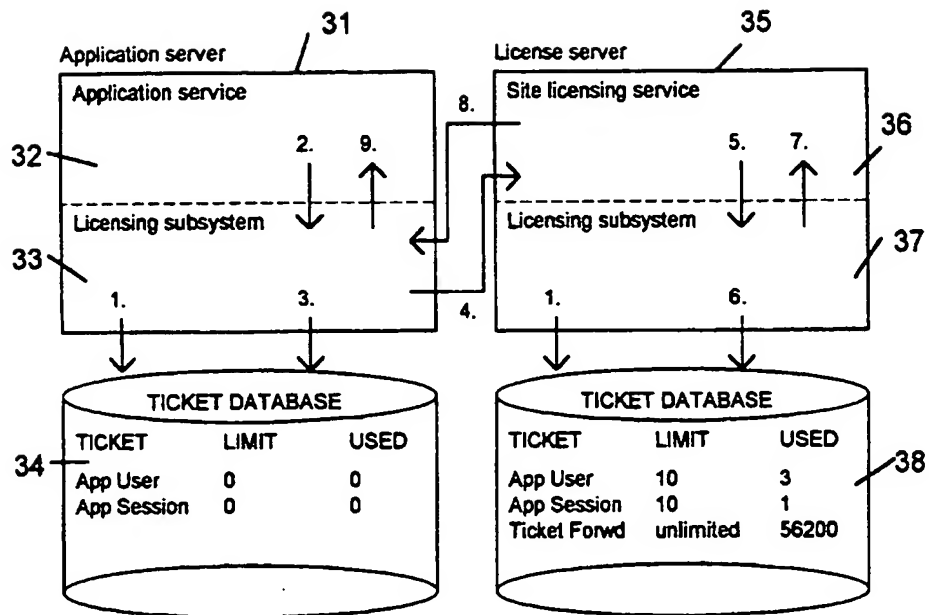 31
35
Application server
License server
Application service
Site licensing service
8.
32
2.
9.
5.
7.
36
Licensing subsystem
Licensing subsystem
33
37
1.
3.
4.
1.
6.
TICKET DATABASE
TICKET LIMIT USED
App User 0 0
App Session 0 0
34
TICKET DATABASE
TICKET LIMIT USED
App User 10 3
App Session 10 1
Ticket Forwd unlimited 56200
38